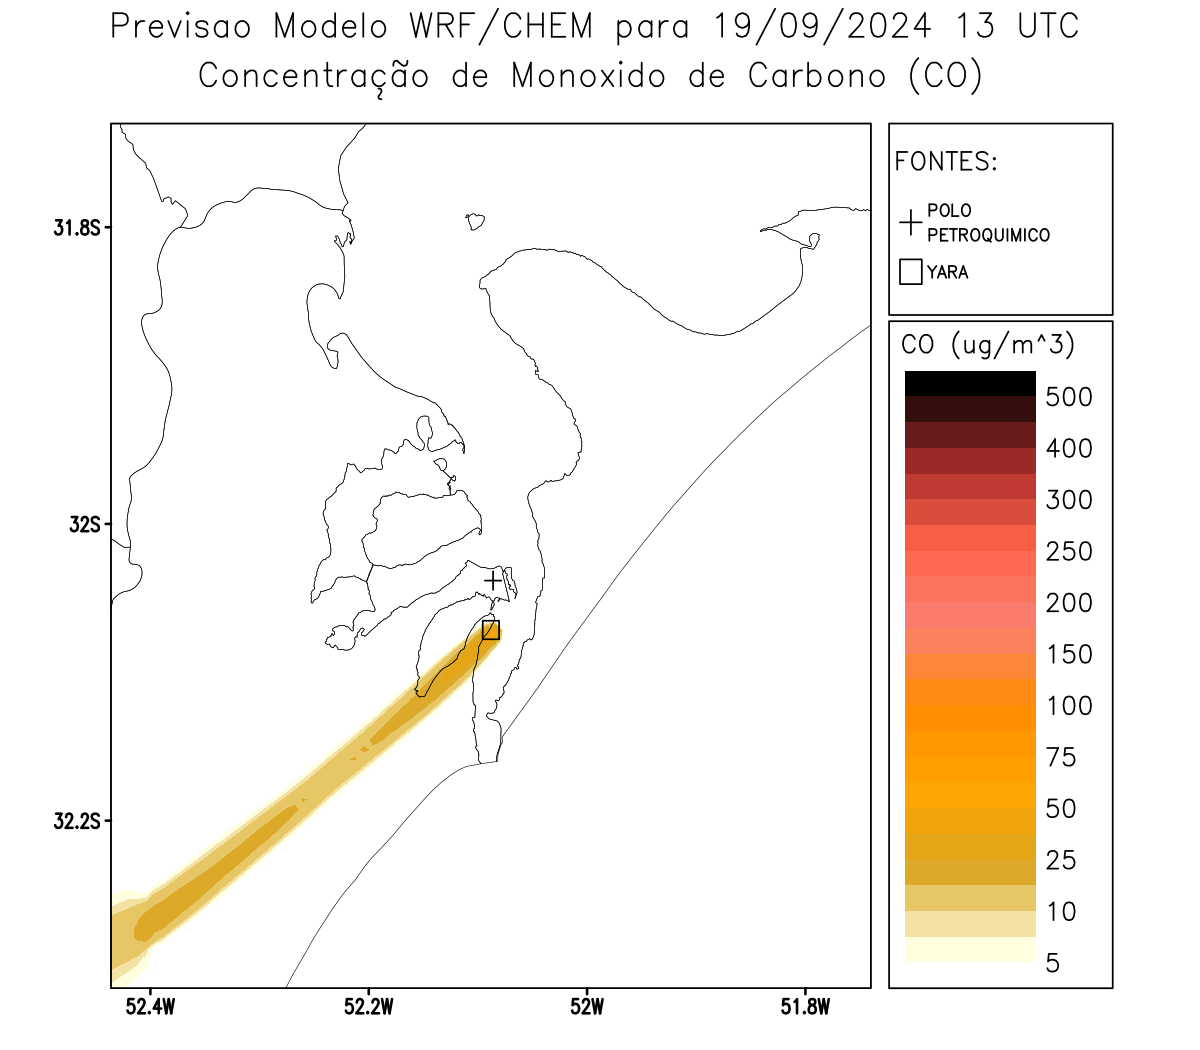 Previsao Modelo WRF/CHEM para 19/09/2024 13 UTC
Concentração de Monoxido de Carbono (CO)
FONTES:
POLO
PETROQUIMICO
YARA
CO (ug/m^3)
500
400
300
250
200
150
100
75
50
25
10
5
31.8S
32S
32.2S
52.4W 52.2W 52W 51.8W